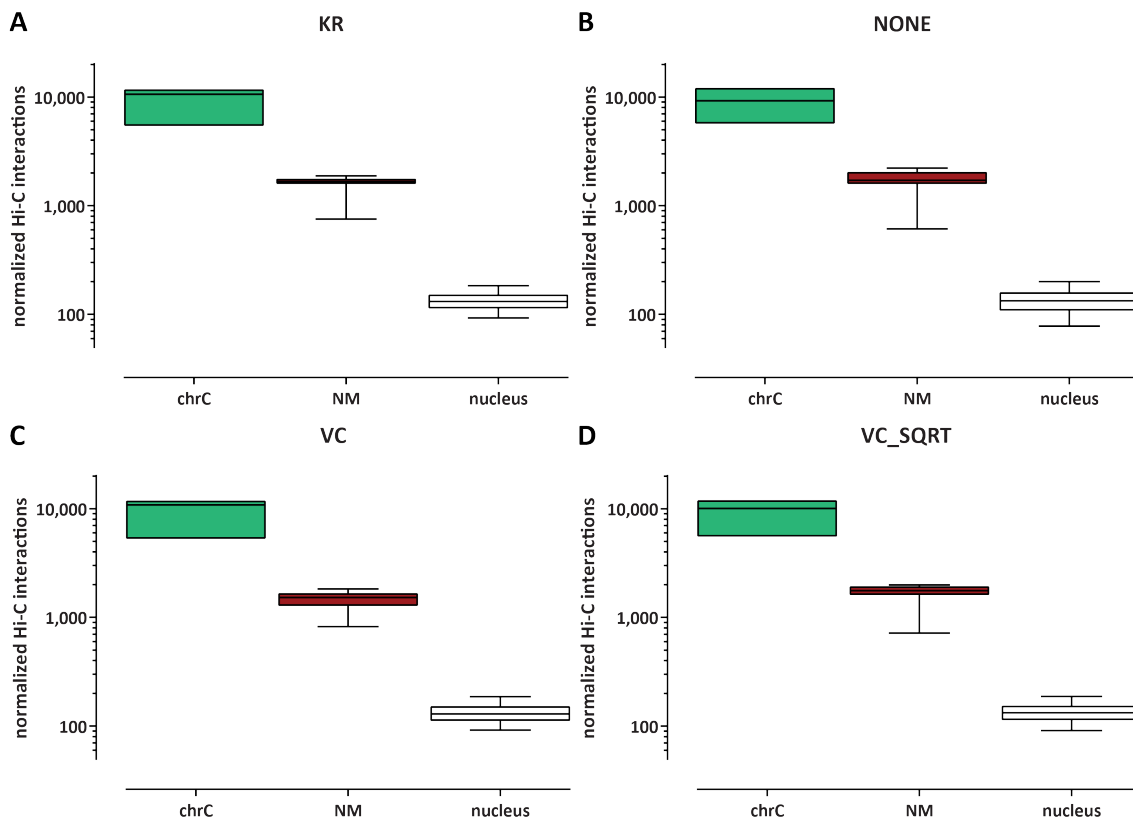 A
KR
normalized Hi-C interactions
10,000
1,000
100
chrC
NM
nucleus
B
NONE
normalized Hi-C interactions
10,000
1,000
100
chrC
NM
nucleus
C
VC
normalized Hi-C interactions
10,000
1,000
100
chrC
NM
nucleus
D
VC_SQRT
normalized Hi-C interactions
10,000
1,000
100
chrC
NM
nucleus